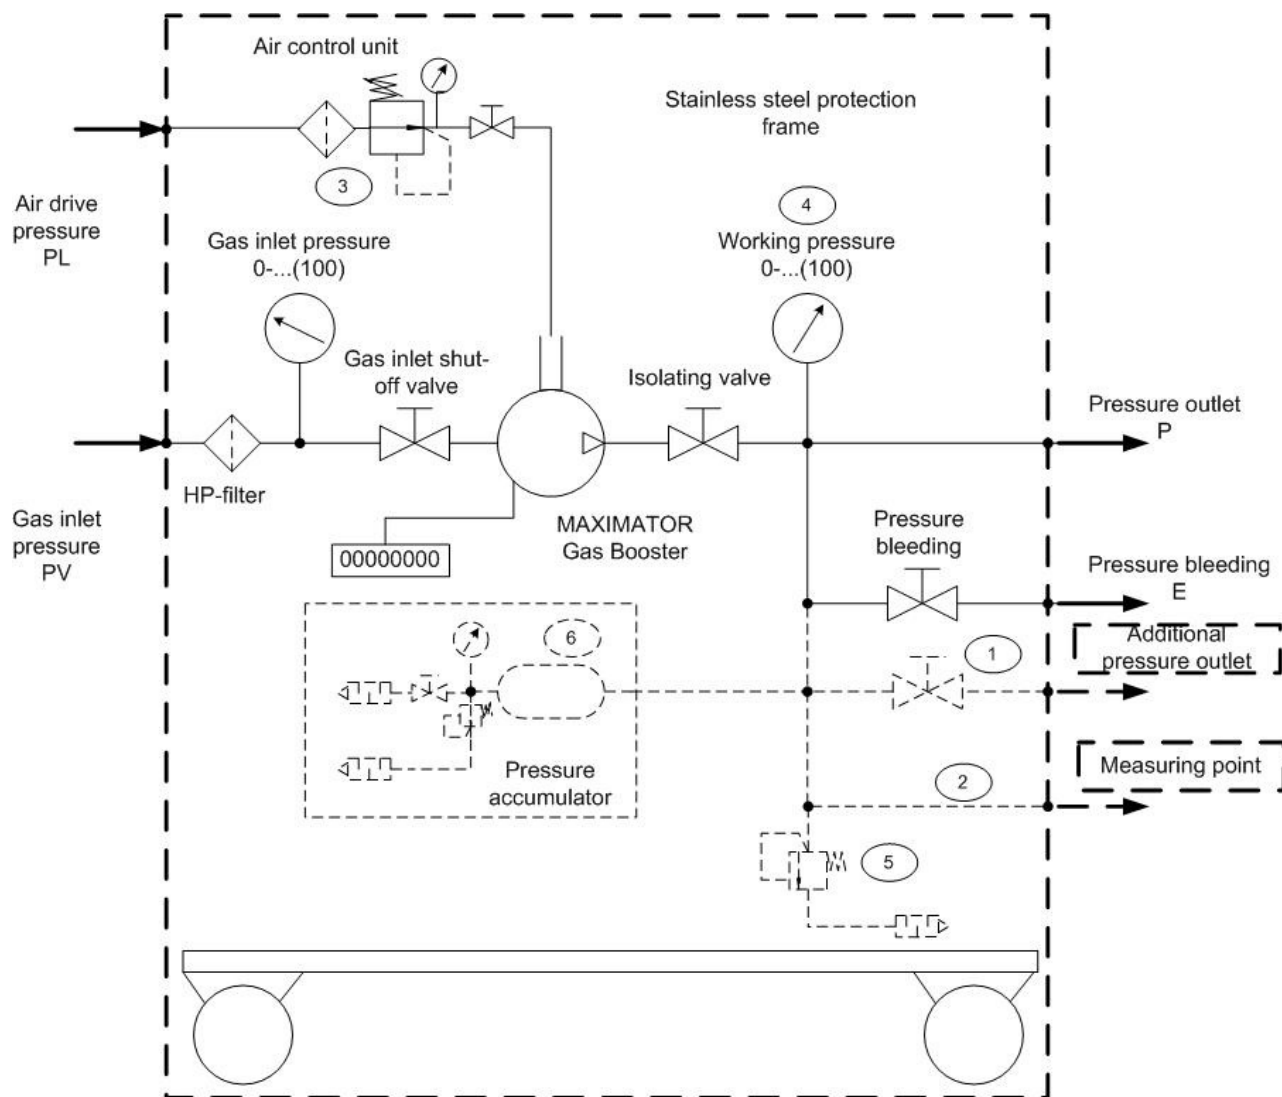 Air control unit
Stainless steel protection
frame
3
4
Air drive
pressure
PL
Gas inlet pressure
0-...(100)
Working pressure
0-...(100)
Gas inlet shut-
off valve
Isolating valve
Pressure outlet
P
HP-filter
Gas inlet
pressure
PV
MAXIMATOR
Gas Booster
00000000
Pressure
bleeding
Pressure bleeding
E
6
1
Additional
pressure outlet
Pressure
accumulator
2
Measuring point
5